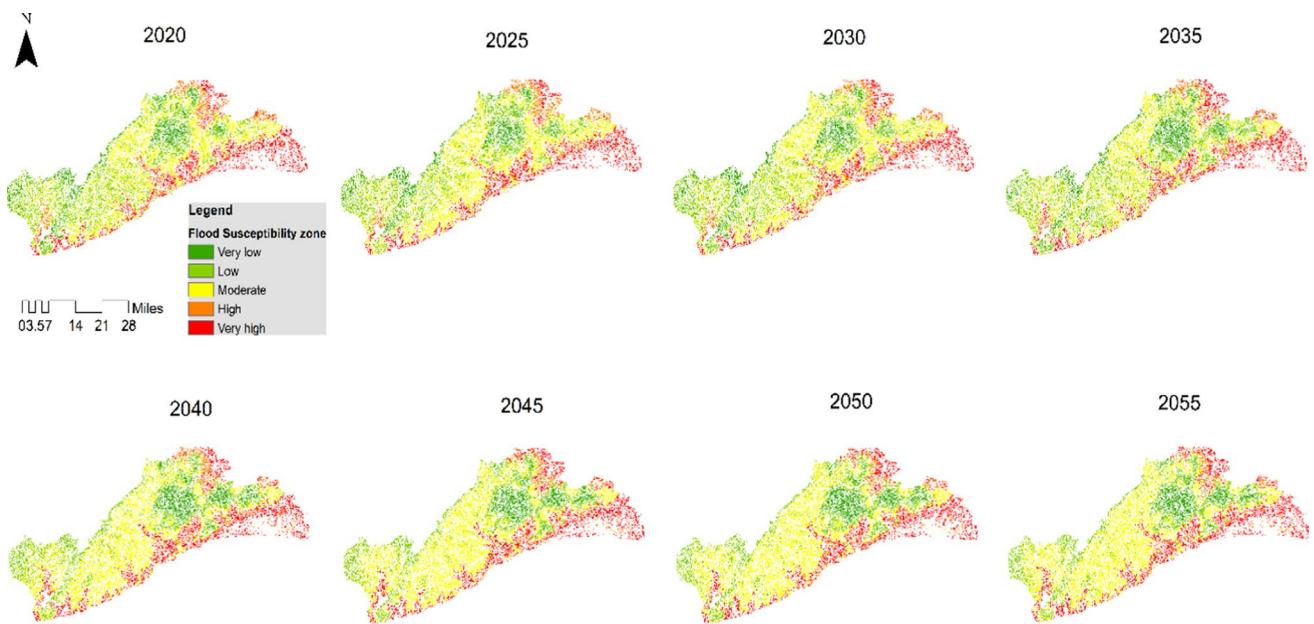 N
2020
2025
2030
2035
Legend
Flood Susceptibility zone
Very low
Low
Moderate
High
Very high
Miles
03.57 14 21 28
2040
2045
2050
2055